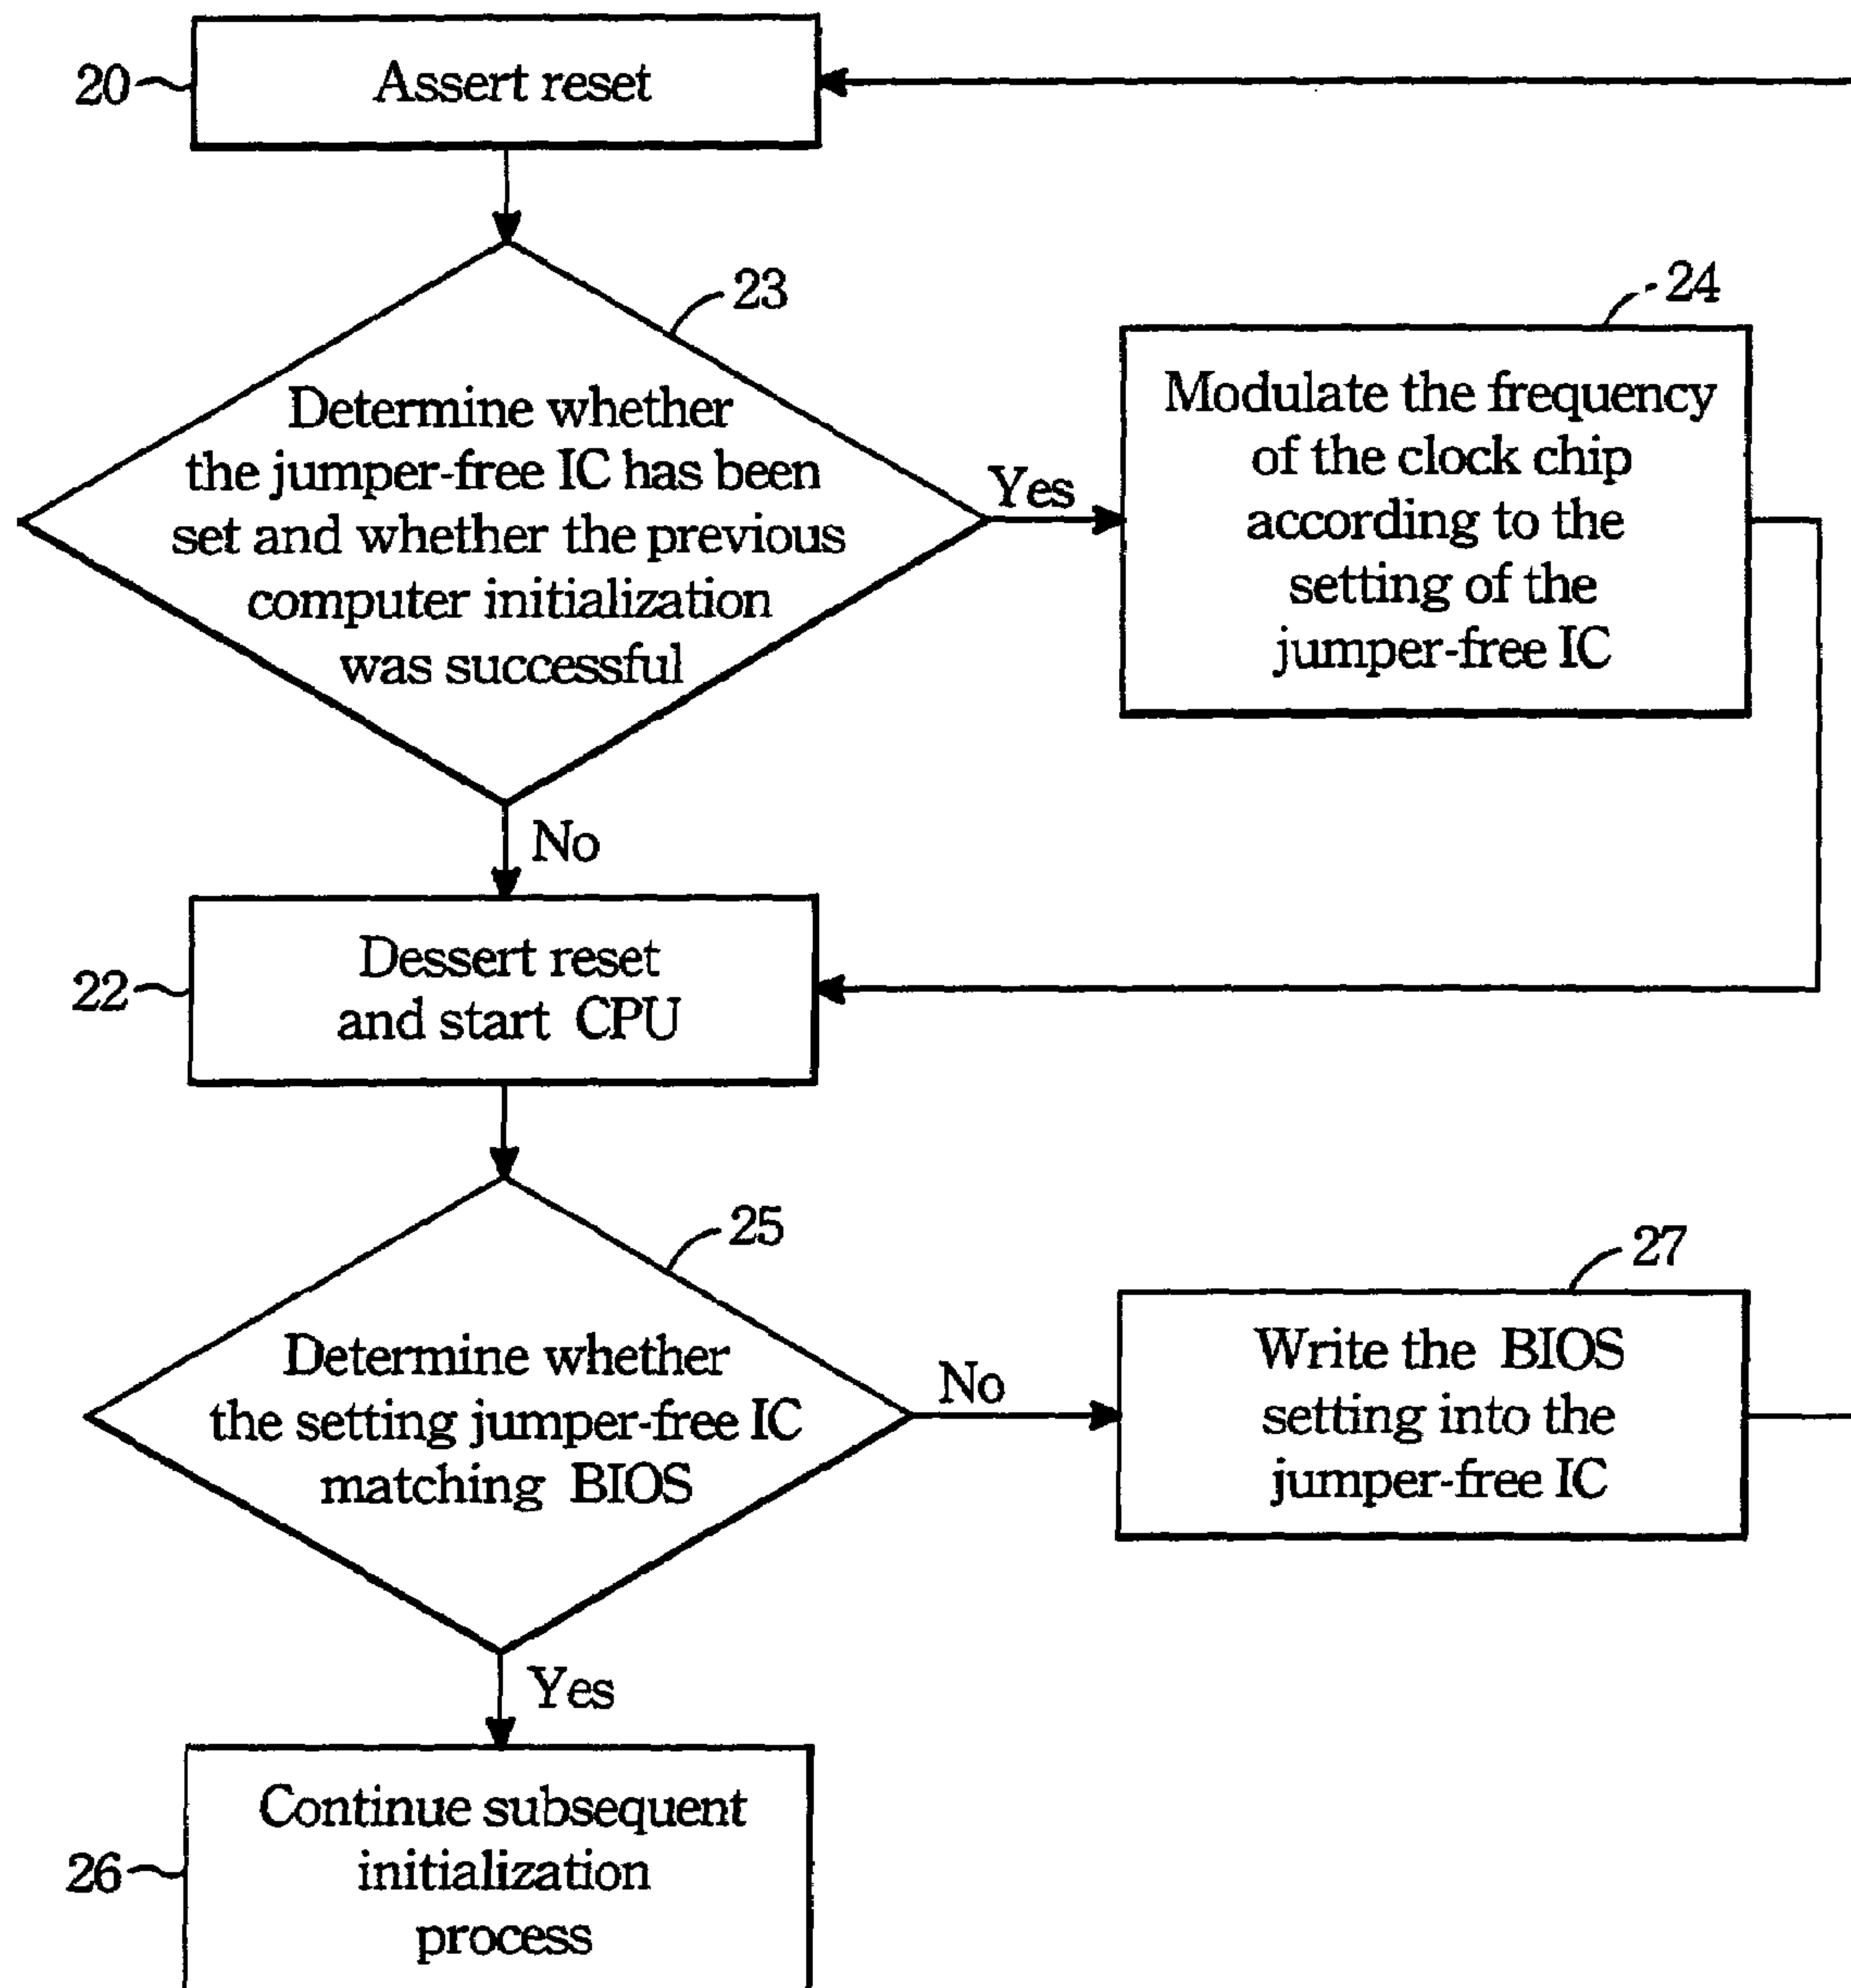 20
Assert reset
23
Determine whether
the jumper-free IC has been
set and whether the previous
computer initialization
was successful
Yes
24
Modulate the frequency
of the clock chip
according to the
setting of the
jumper-free IC
No
22
Dessert reset
and start CPU
25
Determine whether
the setting jumper-free IC
matching BIOS
No
27
Write the BIOS
setting into the
jumper-free IC
Yes
26
Continue subsequent
initialization
process